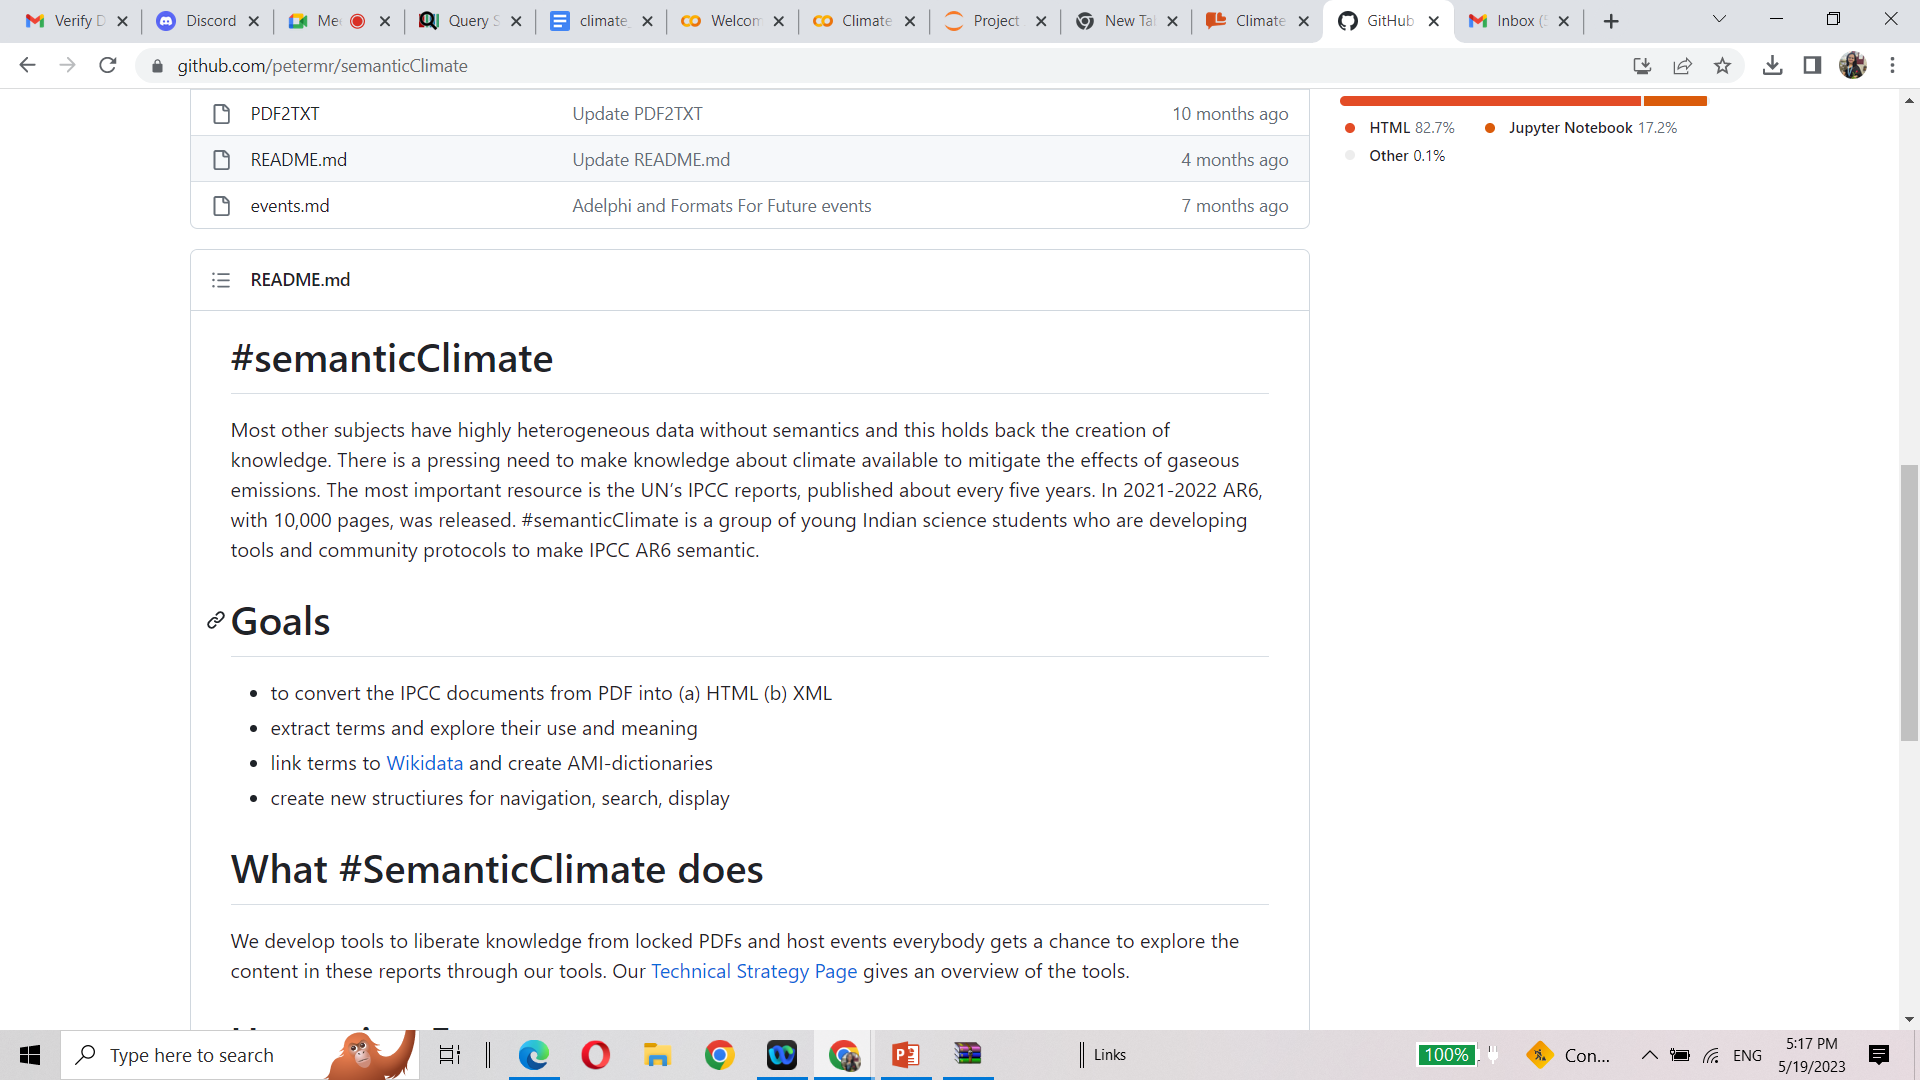 Verify D
Discord
Mee
Query S
climate_
Welcom
Climate
Project
New Tab
Climate
GitHub
Inbox (5
github.com/petermr/semanticClimate
PDF2TXT Update PDF2TXT 10 months ago
README.md Update README.md 4 months ago
events.md Adelphi and Formats For Future events 7 months ago
HTML 82.7% Jupyter Notebook 17.2%
Other 0.1%
README.md
#semanticClimate
Most other subjects have highly heterogeneous data without semantics and this holds back the creation of
knowledge. There is a pressing need to make knowledge about climate available to mitigate the effects of gaseous
emissions. The most important resource is the UN’s IPCC reports, published about every five years. In 2021-2022 AR6,
with 10,000 pages, was released. #semanticClimate is a group of young Indian science students who are developing
tools and community protocols to make IPCC AR6 semantic.
Goals
• to convert the IPCC documents from PDF into (a) HTML (b) XML
• extract terms and explore their use and meaning
• link terms to Wikidata and create AMI-dictionaries
• create new structiures for navigation, search, display
What #SemanticClimate does
We develop tools to liberate knowledge from locked PDFs and host events everybody gets a chance to explore the
content in these reports through our tools. Our Technical Strategy Page gives an overview of the tools.
Type here to search
Links
100%
Con...
ENG
5:17 PM
5/19/2023